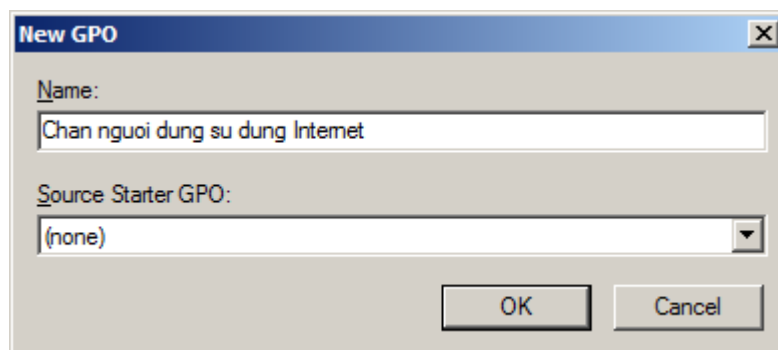 New GPO
Name:
Chan nguoi dung su dung Internet
Source Starter GPO:
(none)
OK Cancel